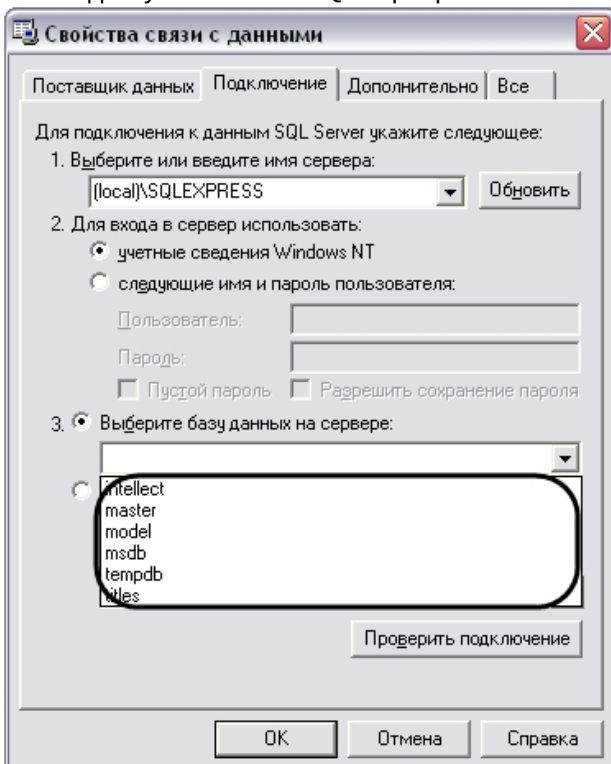 Свойства связи с данными
Поставщик данных Подключение Дополнительно Все
Для подключения к данным SQL Server укажите следующее:
1. Выберите или введите имя сервера:
(local)\SQLEXPRESS Обновить
2. Для входа в сервер использовать:
учетные сведения Windows NT
следующие имя и пароль пользователя:
Пользователь:
Пароль:
Пустой пароль Разрешить сохранение пароля
3. Выберите базу данных на сервере:
intellect
master
model
msdb
tempdb
titles
Проверить подключение
ОК Отмена Справка